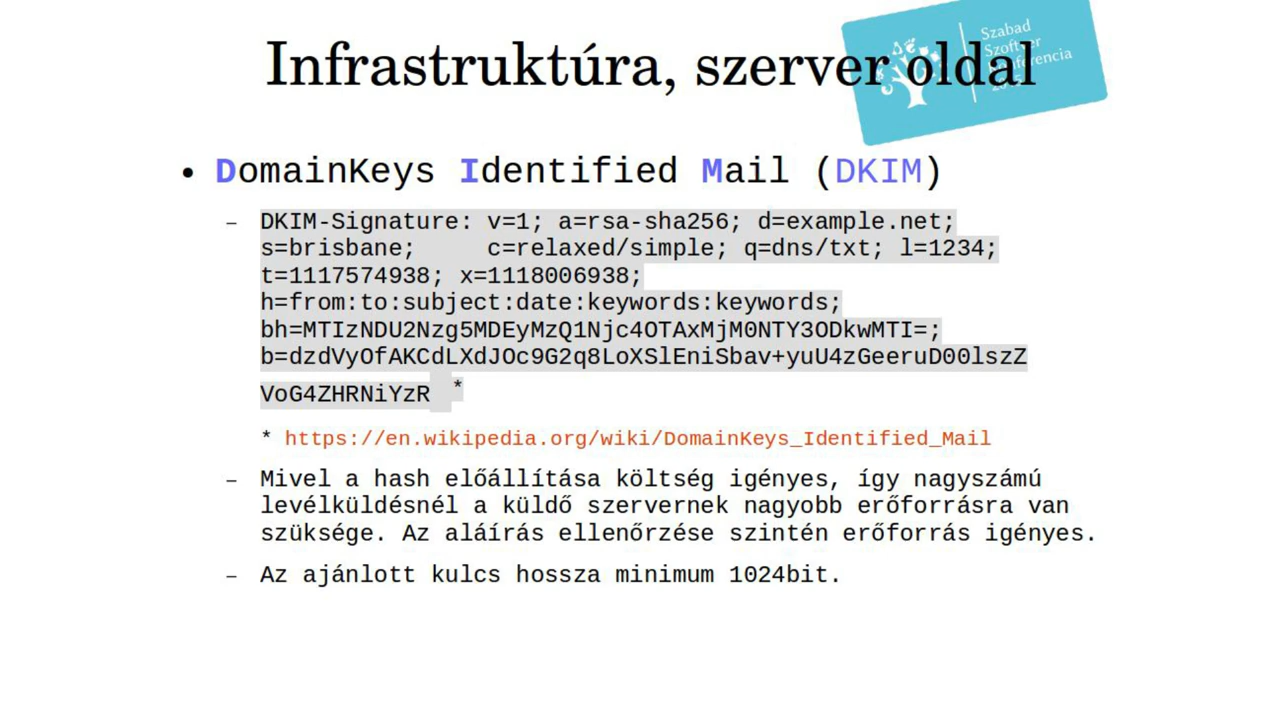 Infrastruktúra, szerver oldal
Szabad
Szoftver
Konferencia
• DomainKeys Identified Mail (DKIM)
– DKIM-Signature: v=1; a=rsa-sha256; d=example.net;
s=brisbane; c=relaxed/simple; q=dns/txt; l=1234;
t=1117574938; x=1118006938;
h=from:to:subject:date:keywords:keywords;
bh=MTIzNDU2Nzg5MDEyMzQ1Njc4OTAxMjM0NTY3ODkwMTI=;
b=dzdVyOfAKCdLXdJOc9G2q8LoXSlEniSbav+yuU4zGeeruD00lszZ
VoG4ZHRNiYzR *
* https://en.wikipedia.org/wiki/DomainKeys_Identified_Mail
– Mivel a hash előállítása költség igényes, így nagyszámú
levélküldésnél a küldő szervernek nagyobb erőforrásra van
szüksége. Az aláírás ellenőrzése szintén erőforrás igényes.
– Az ajánlott kulcs hossza minimum 1024bit.